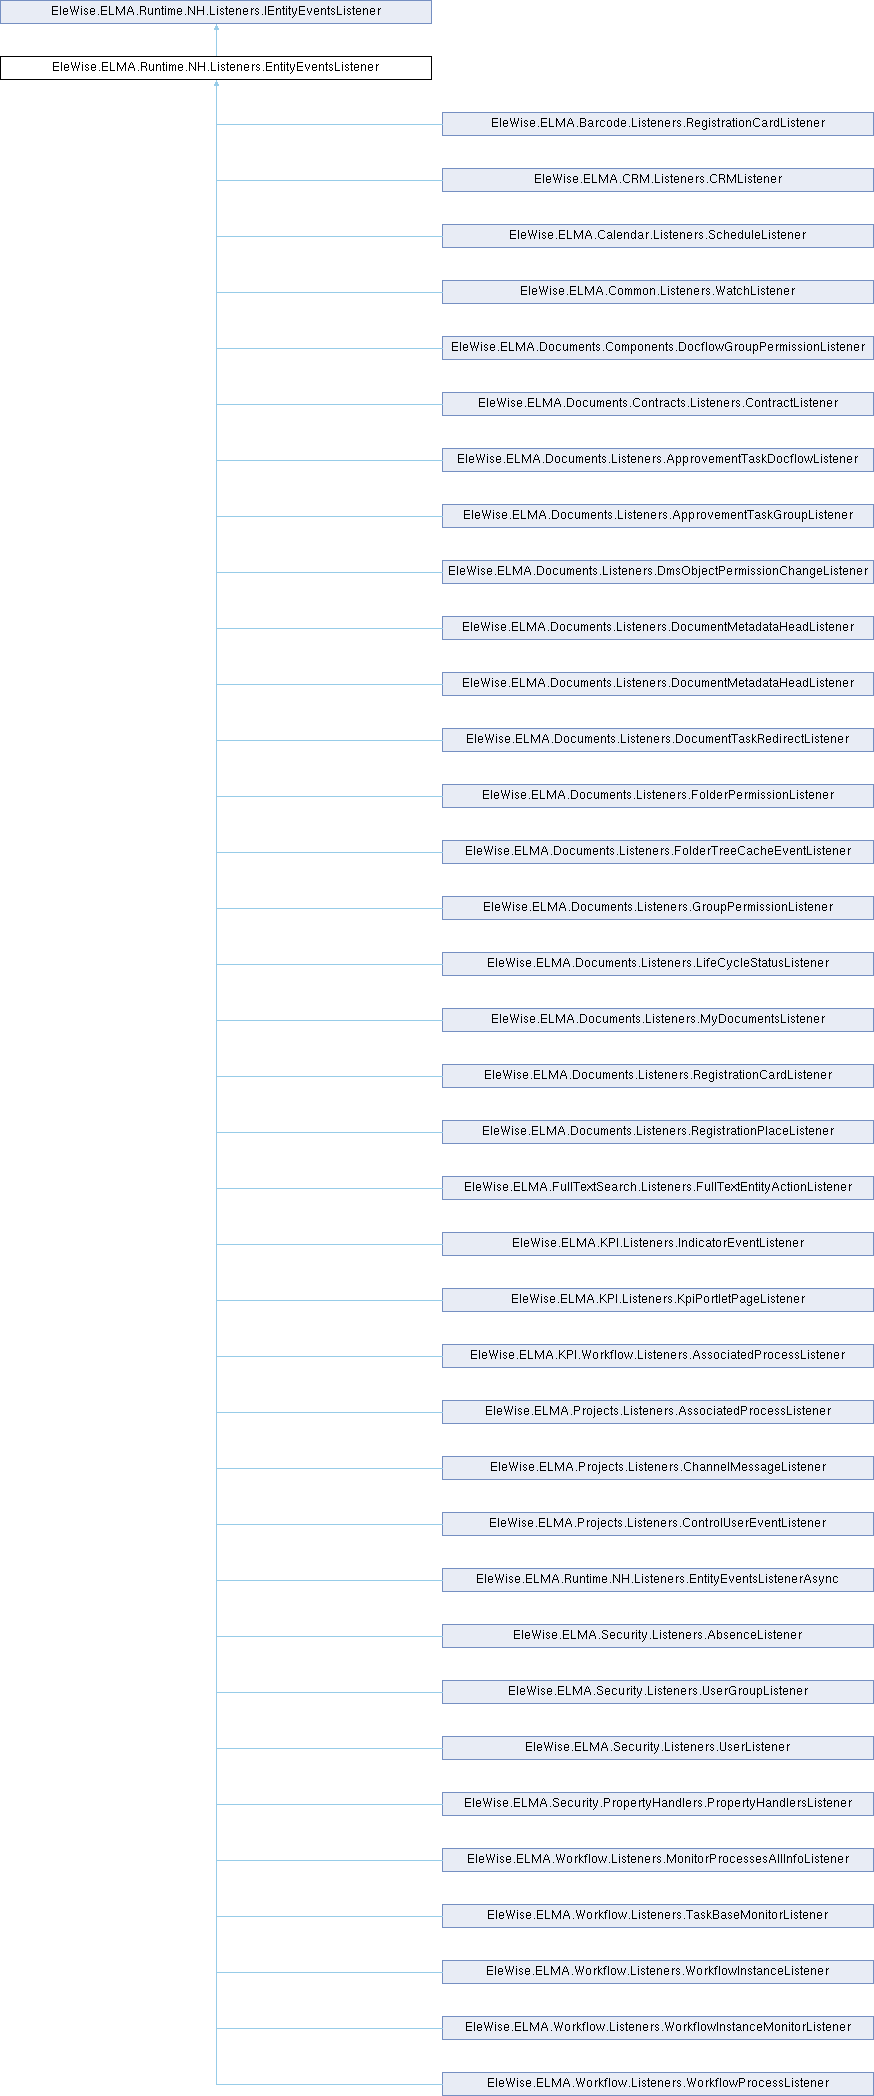 EleWise.ELMA.Runtime.NH.Listeners.IEntityEventsListener
EleWise.ELMA.Runtime.NH.Listeners.EntityEventsListener
EleWise.ELMA.Barcode.Listeners.RegistrationCardListener
EleWise.ELMA.CRM.Listeners.CRMListener
EleWise.ELMA.Calendar.Listeners.ScheduleListener
EleWise.ELMA.Common.Listeners.WatchListener
EleWise.ELMA.Documents.Components.DocflowGroupPermissionListener
EleWise.ELMA.Documents.Contracts.Listeners.ContractListener
EleWise.ELMA.Documents.Listeners.ApprovementTaskDocflowListener
EleWise.ELMA.Documents.Listeners.ApprovementTaskGroupListener
EleWise.ELMA.Documents.Listeners.DmsObjectPermissionChangeListener
EleWise.ELMA.Documents.Listeners.DocumentMetadataHeadListener
EleWise.ELMA.Documents.Listeners.DocumentMetadataHeadListener
EleWise.ELMA.Documents.Listeners.DocumentTaskRedirectListener
EleWise.ELMA.Documents.Listeners.FolderPermissionListener
EleWise.ELMA.Documents.Listeners.FolderTreeCacheEventListener
EleWise.ELMA.Documents.Listeners.GroupPermissionListener
EleWise.ELMA.Documents.Listeners.LifeCycleStatusListener
EleWise.ELMA.Documents.Listeners.MyDocumentsListener
EleWise.ELMA.Documents.Listeners.RegistrationCardListener
EleWise.ELMA.Documents.Listeners.RegistrationPlaceListener
EleWise.ELMA.FullTextSearch.Listeners.FullTextEntityActionListener
EleWise.ELMA.KPI.Listeners.IndicatorEventListener
EleWise.ELMA.KPI.Listeners.KpiPortletPageListener
EleWise.ELMA.KPI.Workflow.Listeners.AssociatedProcessListener
EleWise.ELMA.Projects.Listeners.AssociatedProcessListener
EleWise.ELMA.Projects.Listeners.ChannelMessageListener
EleWise.ELMA.Projects.Listeners.ControlUserEventListener
EleWise.ELMA.Runtime.NH.Listeners.EntityEventsListenerAsync
EleWise.ELMA.Security.Listeners.AbsenceListener
EleWise.ELMA.Security.Listeners.UserGroupListener
EleWise.ELMA.Security.Listeners.UserListener
EleWise.ELMA.Security.PropertyHandlers.PropertyHandlersListener
EleWise.ELMA.Workflow.Listeners.MonitorProcessesAllInfoListener
EleWise.ELMA.Workflow.Listeners.TaskBaseMonitorListener
EleWise.ELMA.Workflow.Listeners.WorkflowInstanceListener
EleWise.ELMA.Workflow.Listeners.WorkflowInstanceMonitorListener
EleWise.ELMA.Workflow.Listeners.WorkflowProcessListener